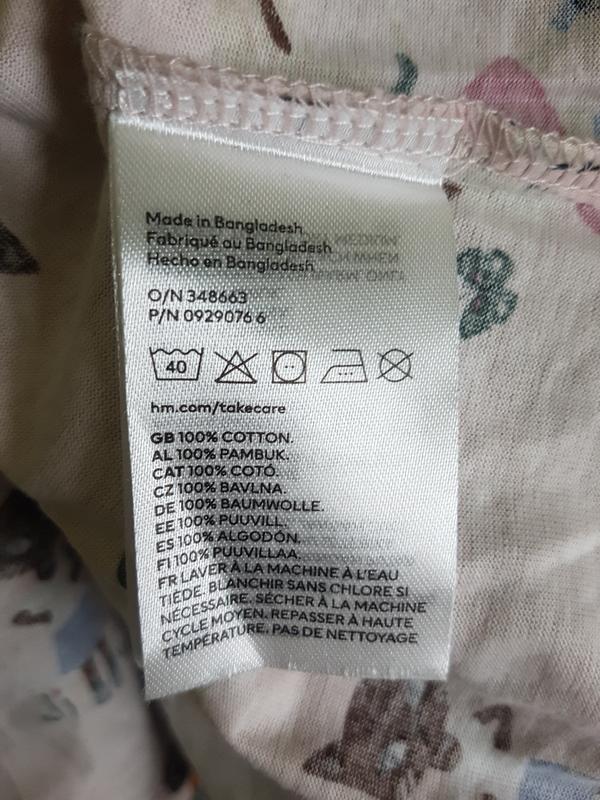 Made in Bangladesh
Fabriqué au Bangladesh
Hecho en Bangladesh
O/N 348663
P/N 0929076 6
40
hm.com/takecare
GB 100% COTTON.
AL 100% PAMBUK.
CAT 100% COTÓ.
CZ 100% BAVLNA.
DE 100% BAUMWOLLE.
EE 100% PUUVILL.
ES 100% ALGODÓN.
FI 100% PUUVILLAA.
FR LAVER À LA MACHINE À L'EAU
TIÈDE. BLANCHIR SANS CHLORE SI
NÉCESSAIRE. SÉCHER À LA MACHINE
CYCLE MOYEN. REPASSER À HAUTE
TEMPÉRATURE. PAS DE NETTOYAGE